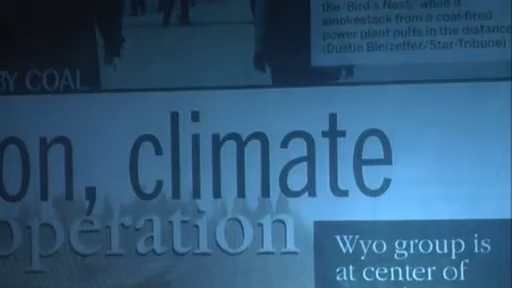 the 'Bird's Nest,' while a
smokestack from a coal-fired
power plant puffs in the distance
(Dustin Bleizeffer/Star-Tribune)
BY COAL
on, climate
operation
Wyo group is
at center of